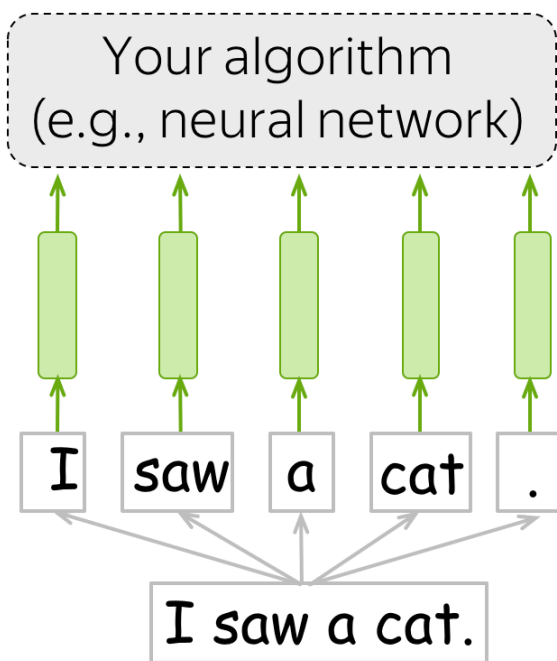 Your algorithm
(e.g., neural network)
I saw a cat .
I saw a cat.